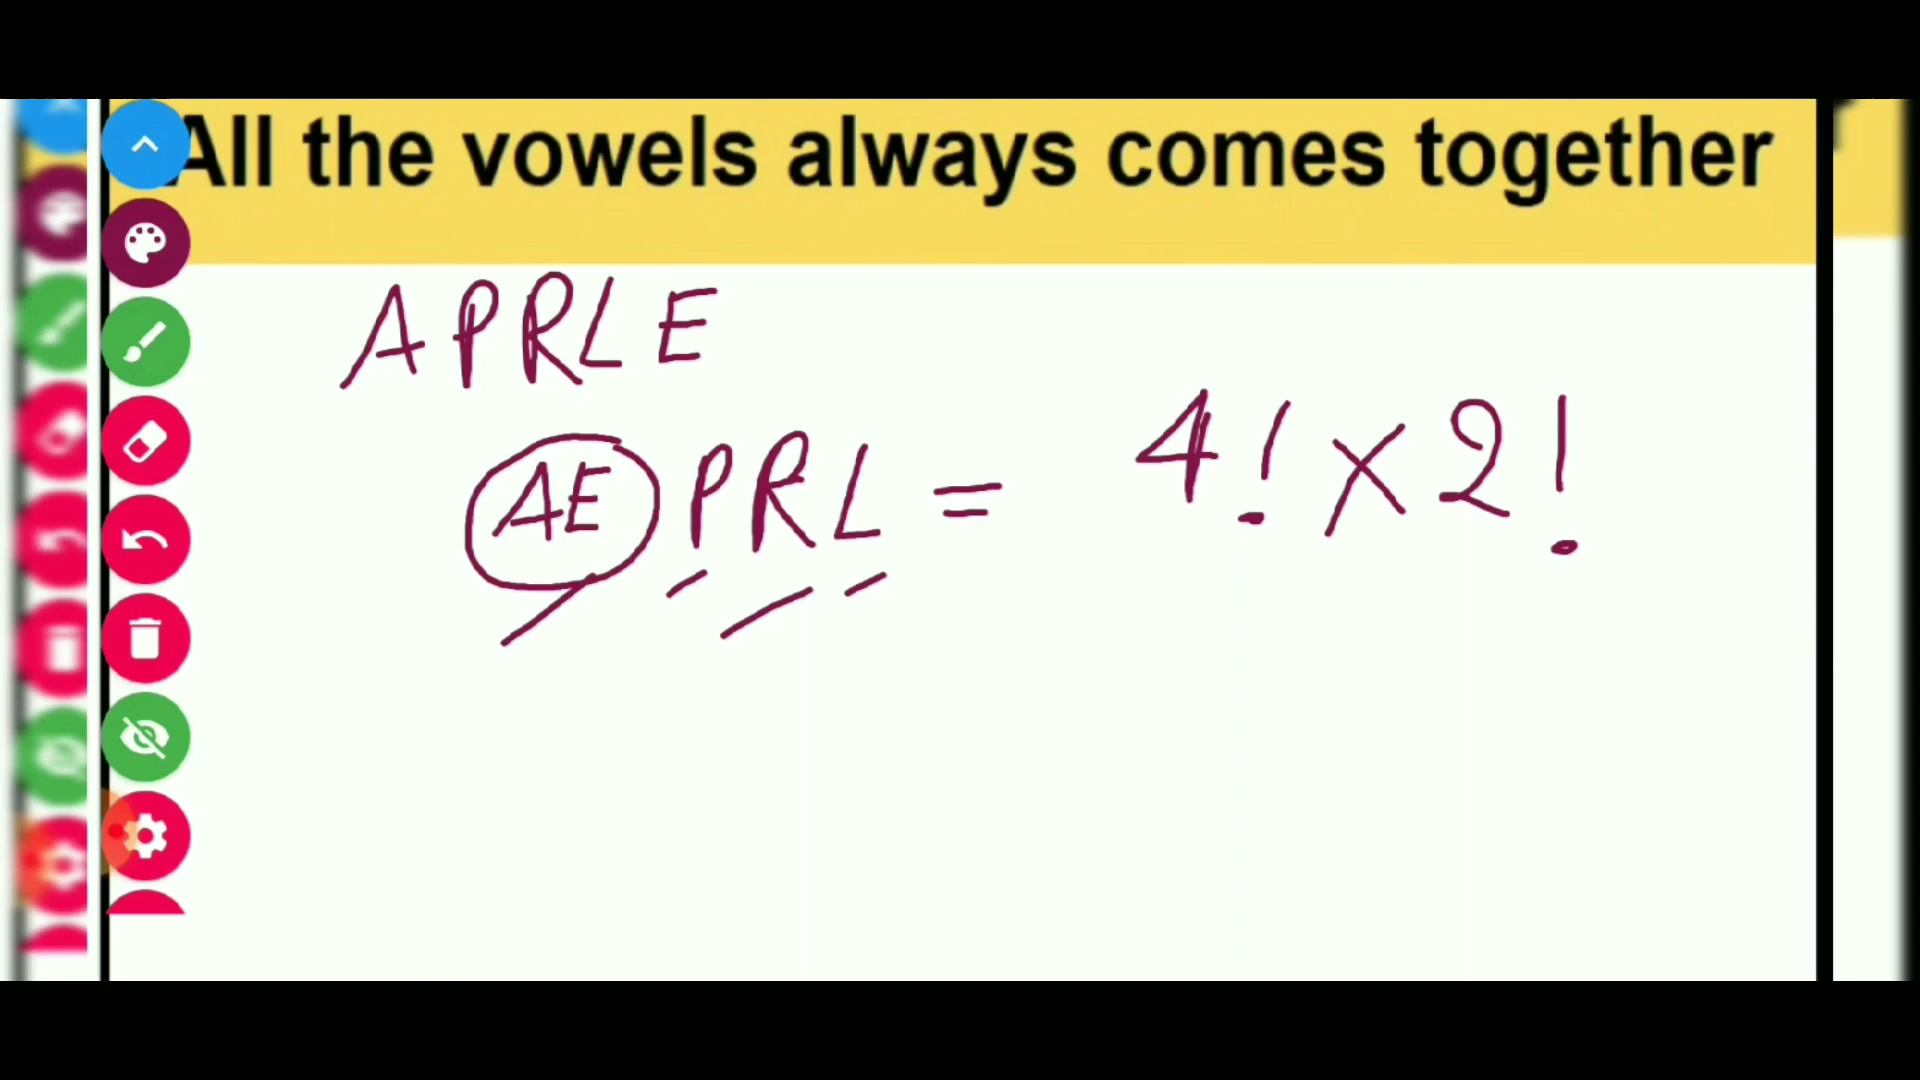 All the vowels always comes together
APRLE
AE PRL = 4! × 2!